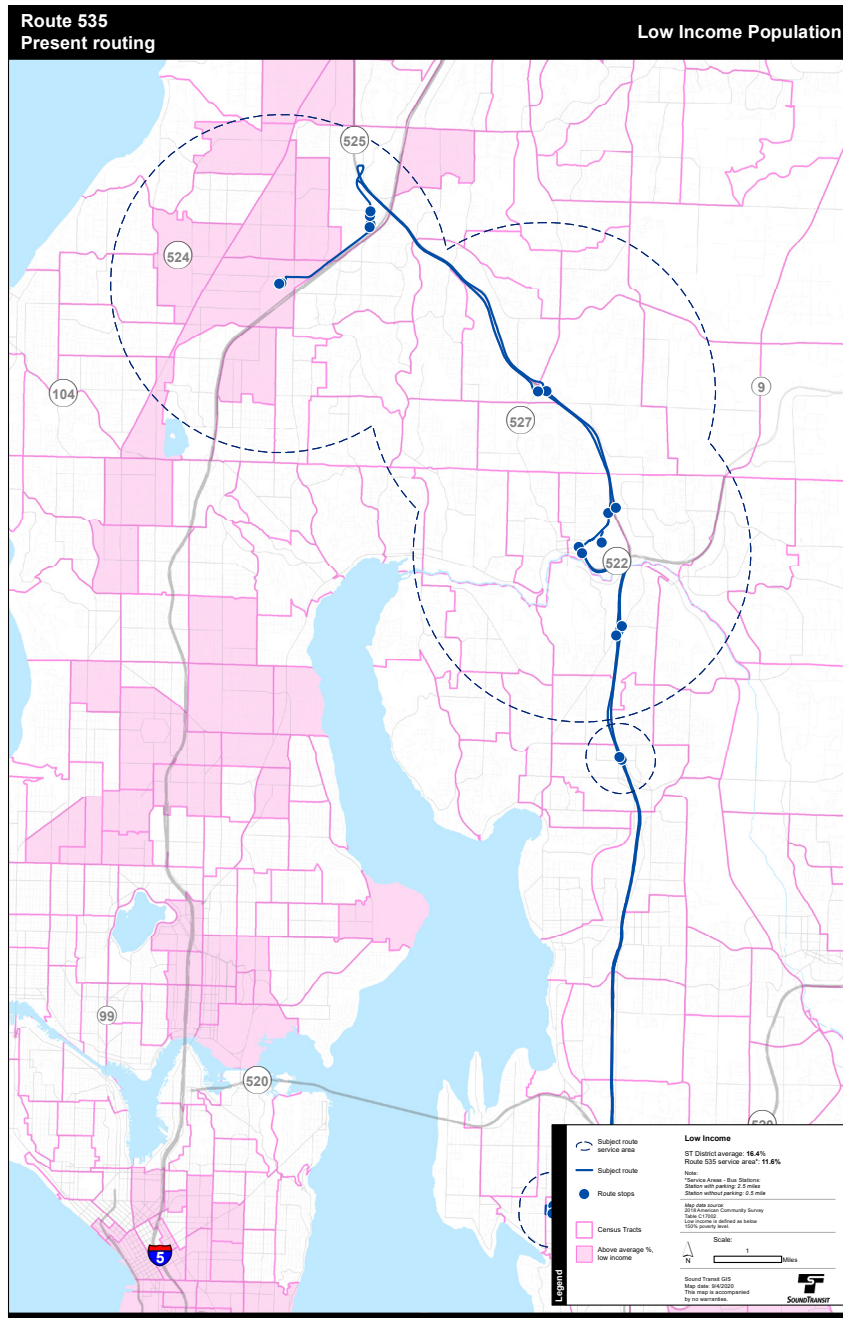 Route 535
Present routing
Low Income Population
525
524
104
9
527
522
99
520
520
5
Legend
Subject route
service area
Subject route
Route stops
Census Tracts
Above average %,
low income
Low Income
ST District average: 16.4%
Route 535 service area*: 11.6%
Note:
*Service Areas - Bus Stations:
Station with parking: 2.5 miles
Station without parking: 0.5 mile
Map data source:
2018 American Community Survey
Table C17002.
Low income is defined as below
150% poverty level.
Scale:
1
Miles
N
Sound Transit GIS
Map date: 9/4/2020
This map is accompanied
by no warranties.
SOUNDTRANSIT